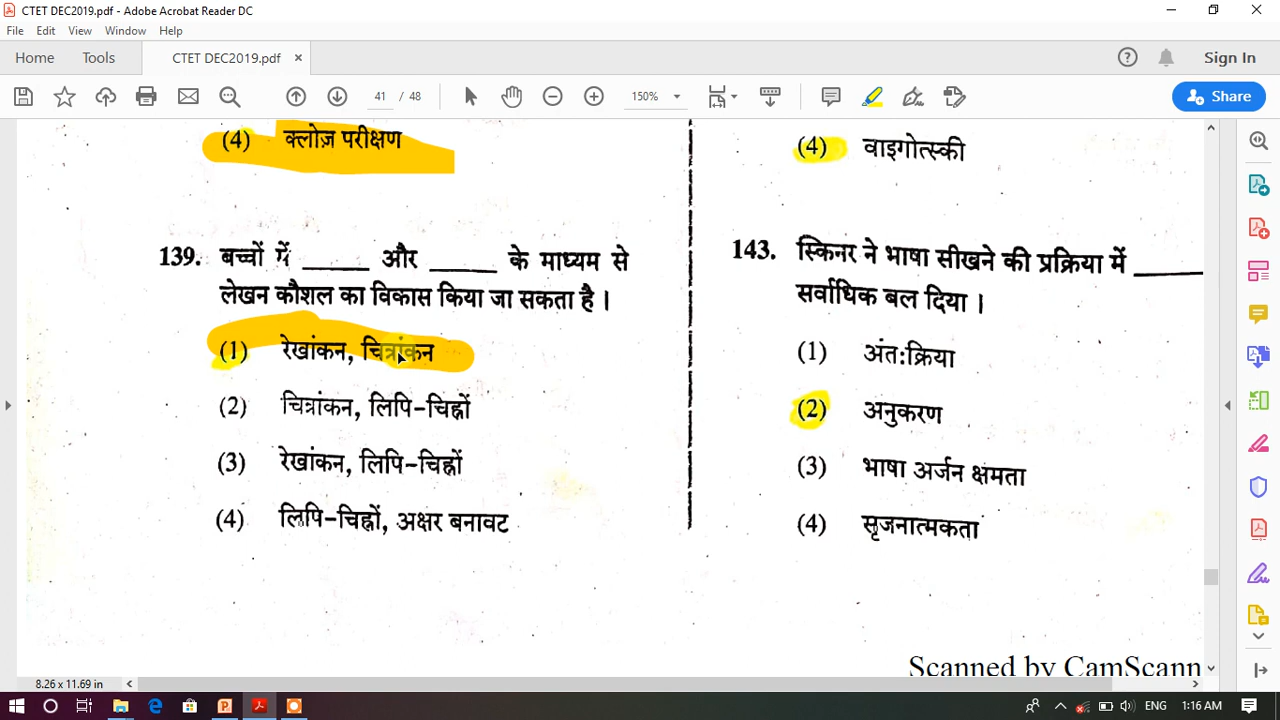 CTET DEC2019.pdf - Adobe Acrobat Reader DC
File Edit View Window Help
Home Tools CTET DEC2019.pdf × Sign In
41 / 48 150% Share
(4) क्लोज़ परीक्षण
139. बच्चों में ______ और ______ के माध्यम से
लेखन कौशल का विकास किया जा सकता है ।
(1) रेखांकन, चित्रांकन
(2) चित्रांकन, लिपि-चिह्नों
(3) रेखांकन, लिपि-चिह्नों
(4) लिपि-चिह्नों, अक्षर बनावट
(4) वाइगोत्स्की
143. स्किनर ने भाषा सीखने की प्रक्रिया में ______
सर्वाधिक बल दिया ।
(1) अंत:क्रिया
(2) अनुकरण
(3) भाषा अर्जन क्षमता
(4) सृजनात्मकता
Scanned by CamScann
8.26 x 11.69 in
ENG 1:16 AM